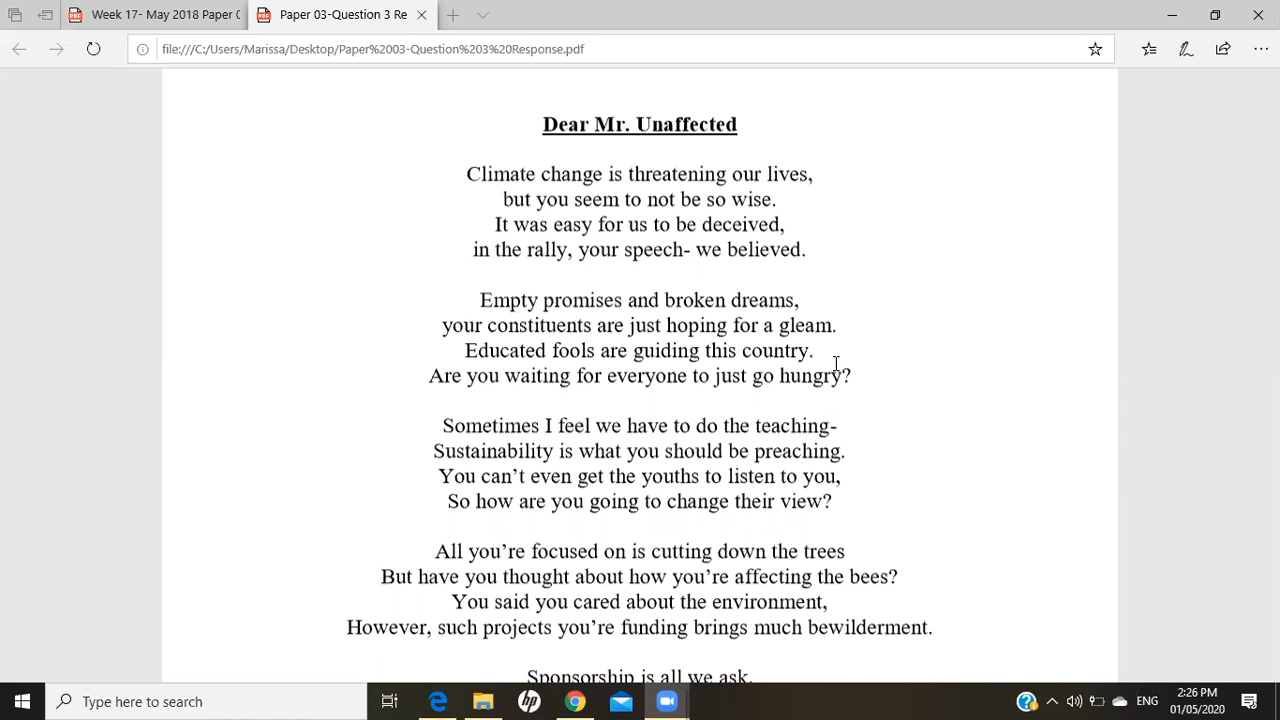 Week 17- May 2018 Paper (
Paper 03-Question 3 Re
file:///C:/Users/Marissa/Desktop/Paper%2003-Question%203%20Response.pdf
Dear Mr. Unaffected
Climate change is threatening our lives,
but you seem to not be so wise.
It was easy for us to be deceived,
in the rally, your speech- we believed.
Empty promises and broken dreams,
your constituents are just hoping for a gleam.
Educated fools are guiding this country.
Are you waiting for everyone to just go hungry?
Sometimes I feel we have to do the teaching-
Sustainability is what you should be preaching.
You can’t even get the youths to listen to you,
So how are you going to change their view?
All you’re focused on is cutting down the trees
But have you thought about how you’re affecting the bees?
You said you cared about the environment,
However, such projects you’re funding brings much bewilderment.
Sponsorship is all we ask.
Type here to search
hp
ENG
2:26 PM
01/05/2020